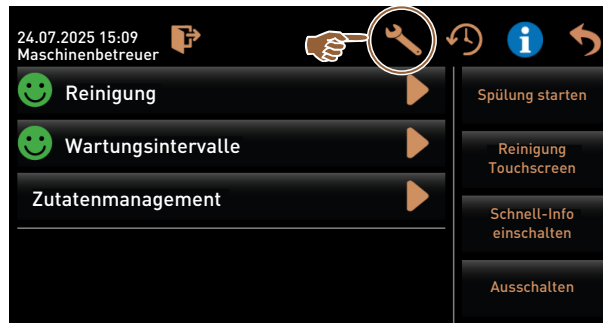 24.07.2025 15:09
Maschinenbetreuer
i
Reinigung
Wartungsintervalle
Zutatenmanagement
Spülung starten
Reinigung
Touchscreen
Schnell-Info
einschalten
Ausschalten